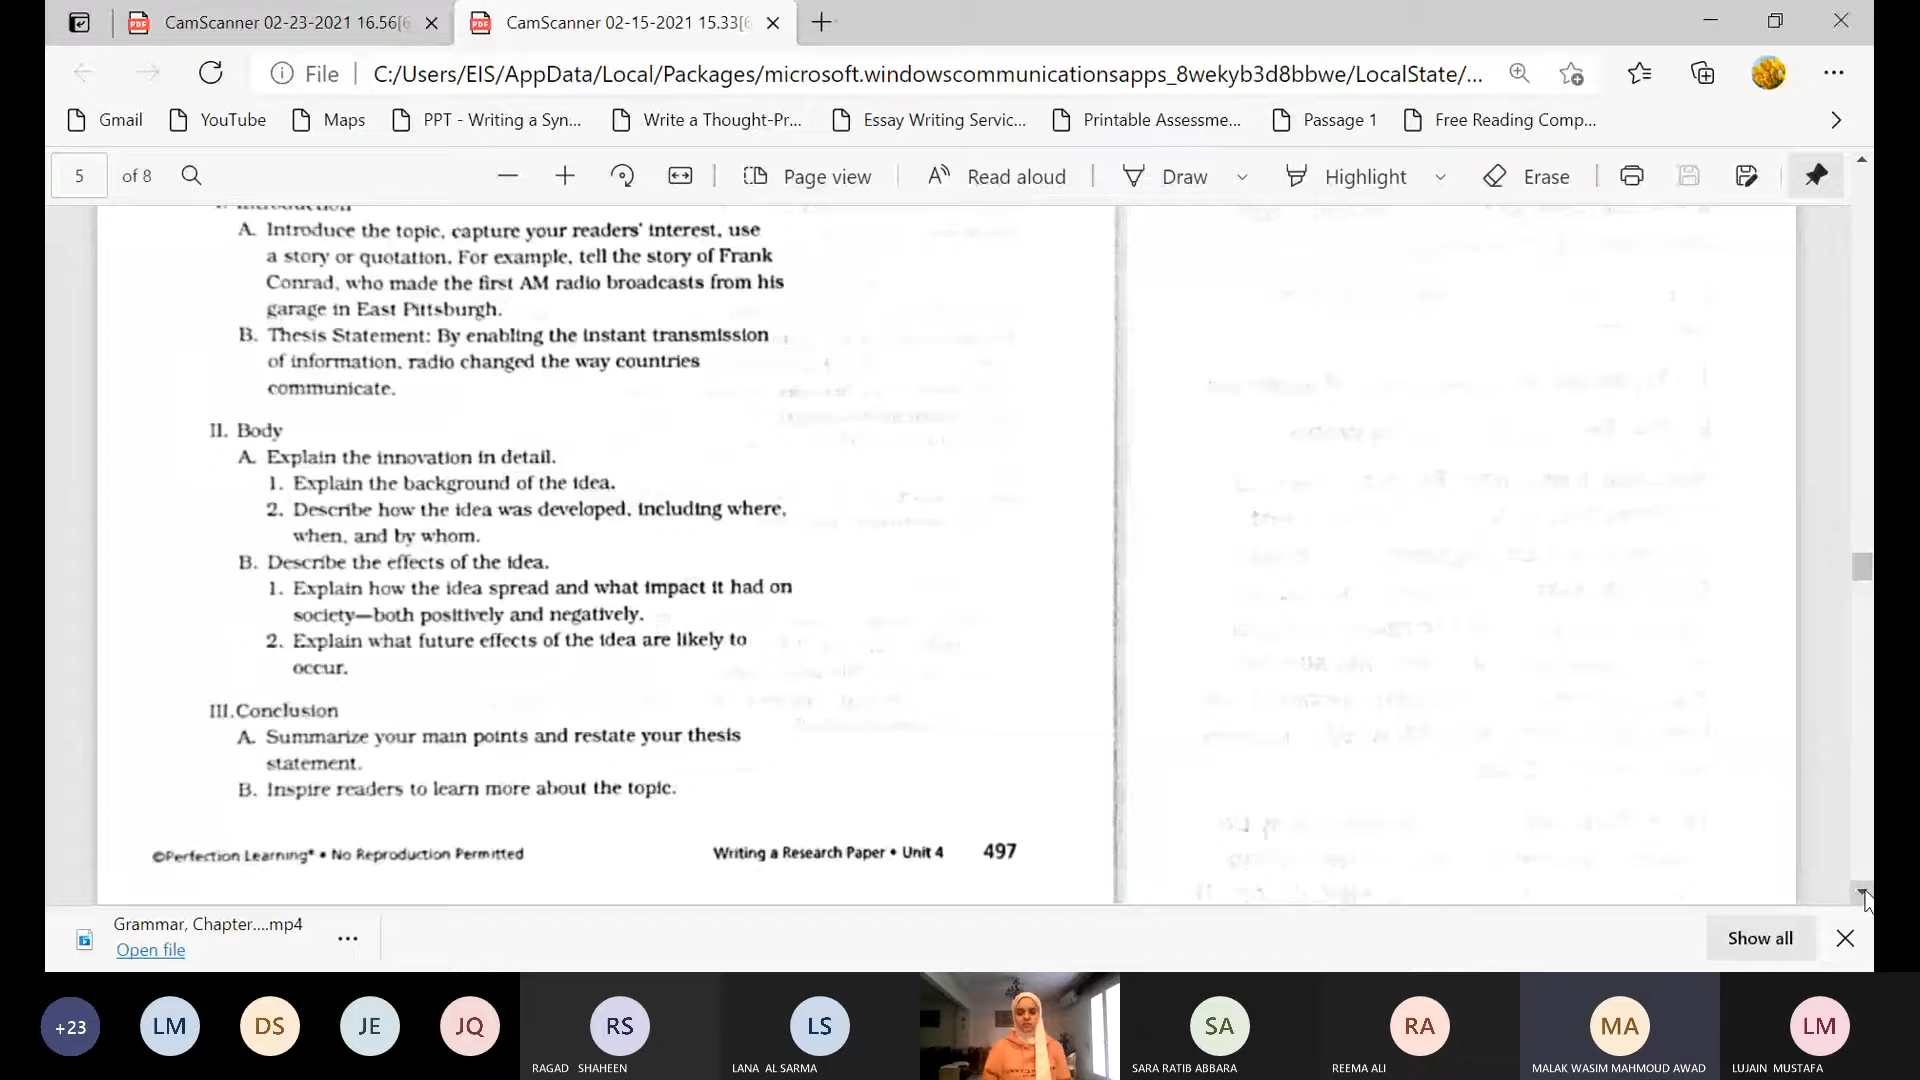 CamScanner 02-23-2021 16.56[6
CamScanner 02-15-2021 15.33[6
File
C:/Users/EIS/AppData/Local/Packages/microsoft.windowscommunicationsapps_8wekyb3d8bbwe/LocalState/...
Gmail YouTube Maps PPT - Writing a Syn... Write a Thought-Pr... Essay Writing Servic... Printable Assessme... Passage 1 Free Reading Comp...
5 of 8 Page view Read aloud Draw Highlight Erase
I. Introduction
A. Introduce the topic, capture your readers' interest, use
a story or quotation. For example, tell the story of Frank
Conrad, who made the first AM radio broadcasts from his
garage in East Pittsburgh.
B. Thesis Statement: By enabling the instant transmission
of information, radio changed the way countries
communicate.
II. Body
A. Explain the innovation in detail.
1. Explain the background of the idea.
2. Describe how the idea was developed, including where,
when, and by whom.
B. Describe the effects of the idea.
1. Explain how the idea spread and what impact it had on
society—both positively and negatively.
2. Explain what future effects of the idea are likely to
occur.
III. Conclusion
A. Summarize your main points and restate your thesis
statement.
B. Inspire readers to learn more about the topic.
©Perfection Learning® • No Reproduction Permitted
Writing a Research Paper • Unit 4 497
Grammar, Chapter....mp4
Open file
Show all
+23 LM DS JE JQ RS LS SA RA MA LM
RAGAD SHAHEEN LANA AL SARMA SARA RATIB ABBARA REEMA ALI MALAK WASIM MAHMOUD AWAD LUJAIN MUSTAFA